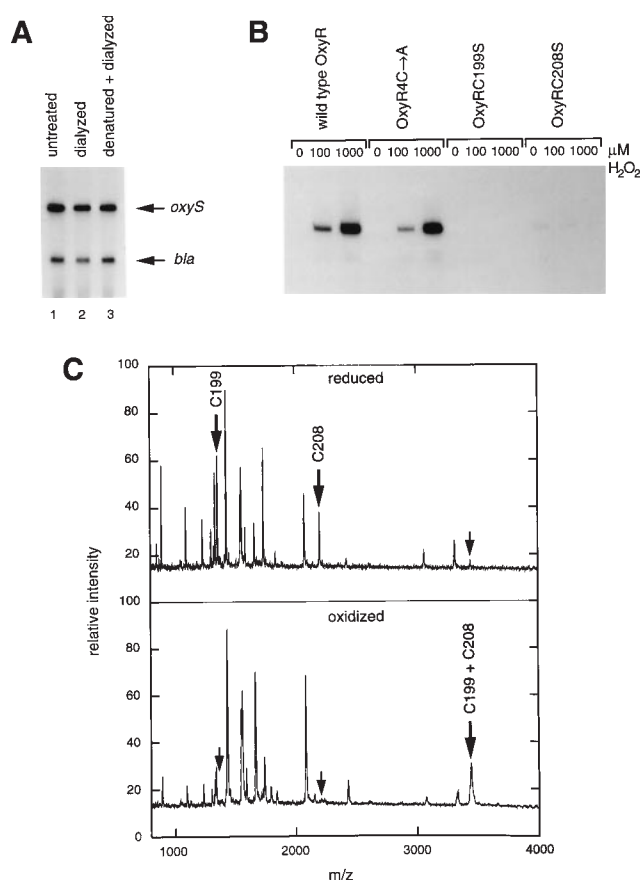 A
untreated
dialyzed
denatured + dialyzed
oxyS
bla
1 2 3
B
wild type OxyR
OxyR4C→A
OxyRC199S
OxyRC208S
0 100 1000 0 100 1000 0 100 1000 0 100 1000 μM
H₂O₂
C
relative intensity
100
80
60
40
20
reduced
C199
C208
100
80
60
40
20
0
oxidized
C199 + C208
1000 2000 3000 4000
m/z